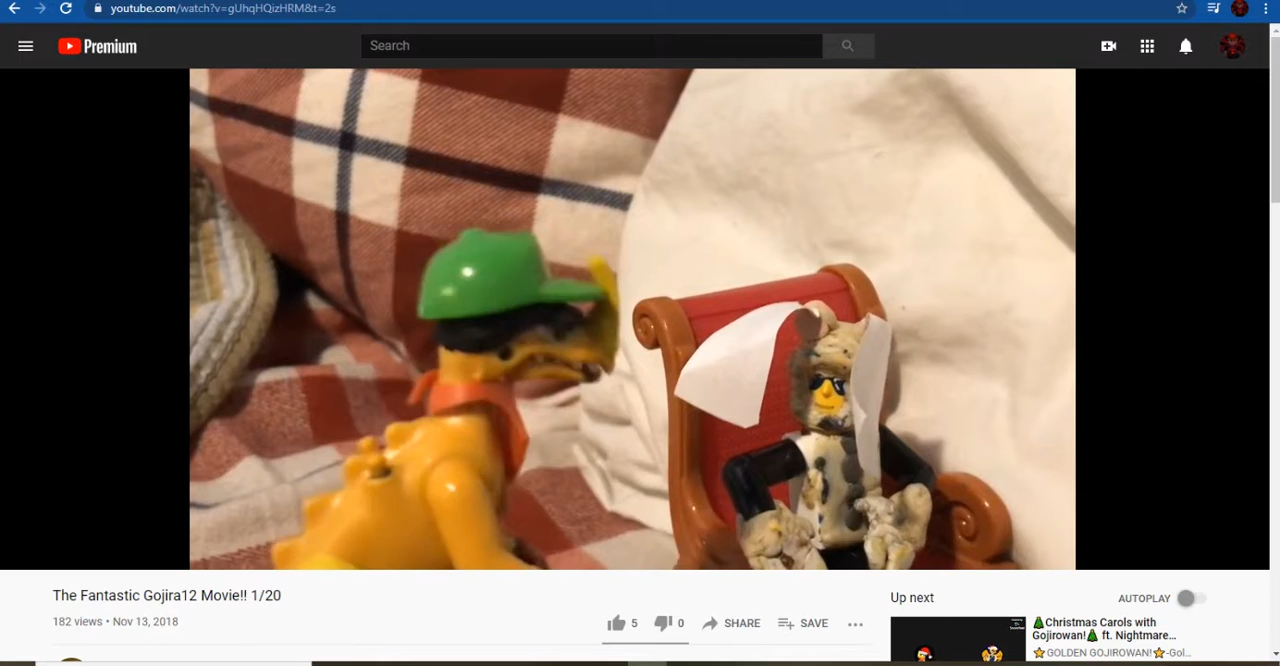 youtube.com/watch?v=gUhqHQizHRM&t=2s
Premium
Search
The Fantastic Gojira12 Movie!! 1/20
182 views • Nov 13, 2018
5
0
SHARE
SAVE
Up next
AUTOPLAY
🎄Christmas Carols with
Gojirowan!🎄 ft. Nightmare...
⭐GOLDEN GOJIROWAN!⭐-Gol...